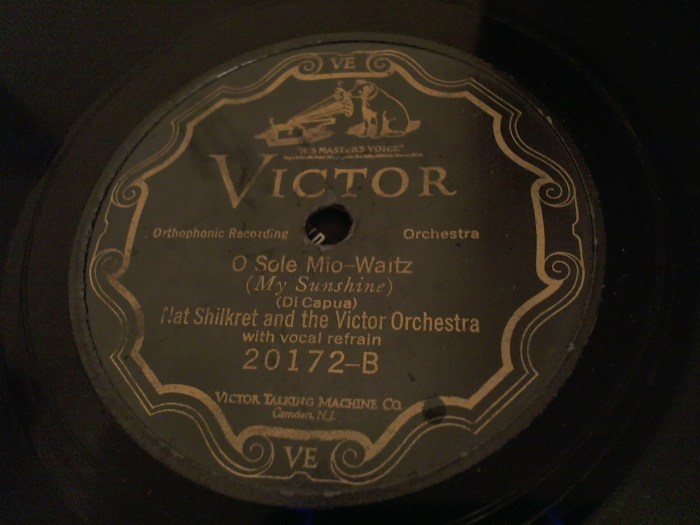 VE
"HIS MASTER'S VOICE"
VICTOR
Orthophonic Recording Orchestra
O Sole Mio–Waltz
(My Sunshine)
(Di Capua)
Nat Shilkret and the Victor Orchestra
with vocal refrain
20172–B
VICTOR TALKING MACHINE CO.
Camden, N.J.
VE